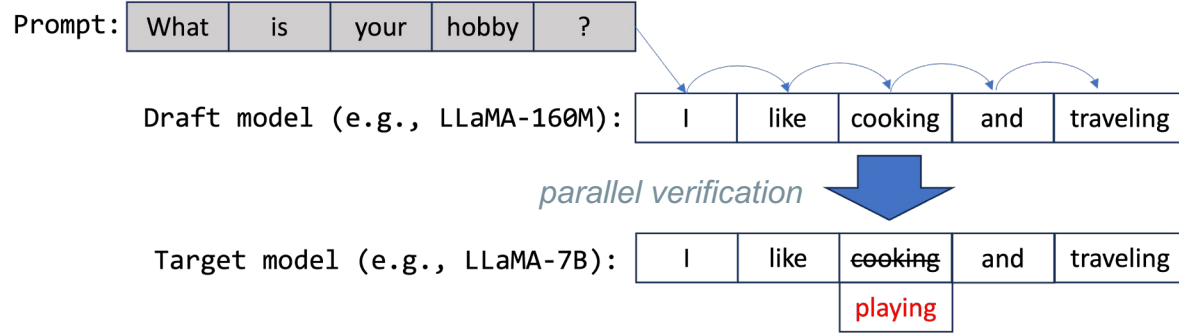 Prompt: What is your hobby ?
Draft model (e.g., LLaMA-160M): I like cooking and traveling
parallel verification
Target model (e.g., LLaMA-7B): I like cooking and traveling
playing